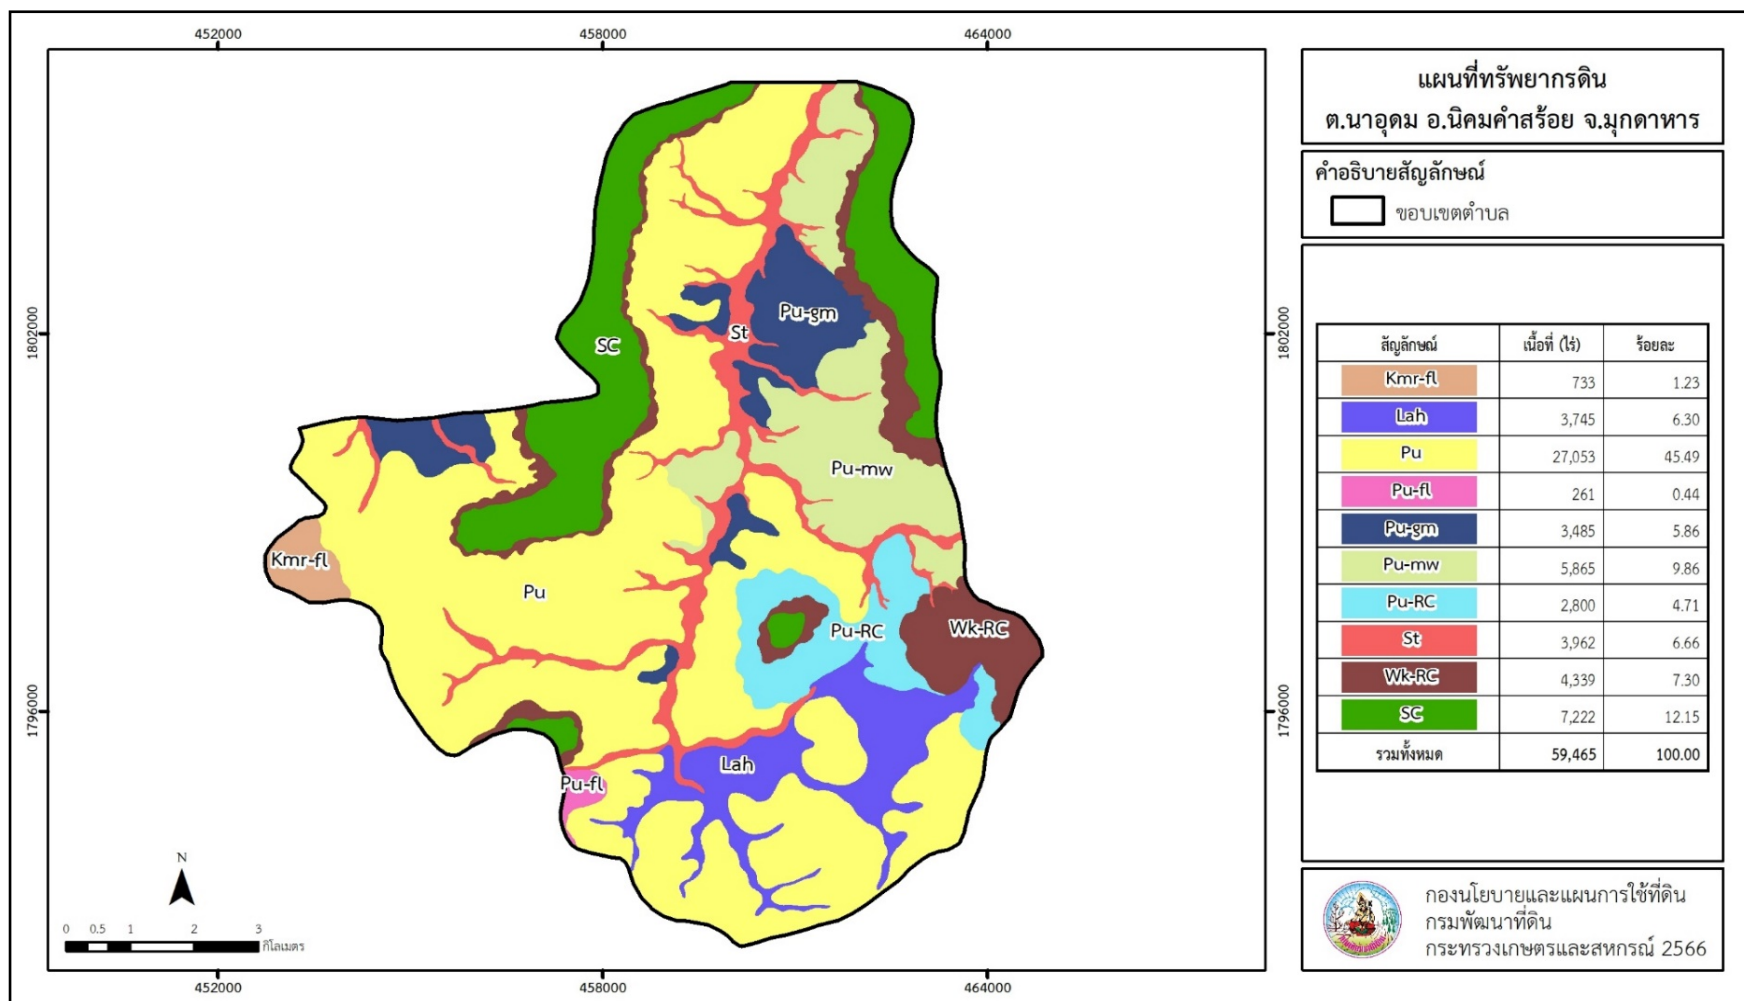 452000
458000
464000
1802000
1802000
1796000
1796000
SC
St
Pu-gm
Pu-mw
Kmr-fl
Pu
Pu-RC
Wk-RC
Lah
Pu-fl
N
0 0.5 1 2 3
กิโลเมตร
452000
458000
464000
แผนที่ทรัพยากรดิน
ต.นาอุดม อ.นิคมคำสร้อย จ.มุกดาหาร
คำอธิบายสัญลักษณ์
ขอบเขตตำบล
สัญลักษณ์ เนื้อที่ (ไร่) ร้อยละ
Kmr-fl 733 1.23
Lah 3,745 6.30
Pu 27,053 45.49
Pu-fl 261 0.44
Pu-gm 3,485 5.86
Pu-mw 5,865 9.86
Pu-RC 2,800 4.71
St 3,962 6.66
Wk-RC 4,339 7.30
SC 7,222 12.15
รวมทั้งหมด 59,465 100.00
กองนโยบายและแผนการใช้ที่ดิน
กรมพัฒนาที่ดิน
กระทรวงเกษตรและสหกรณ์ 2566